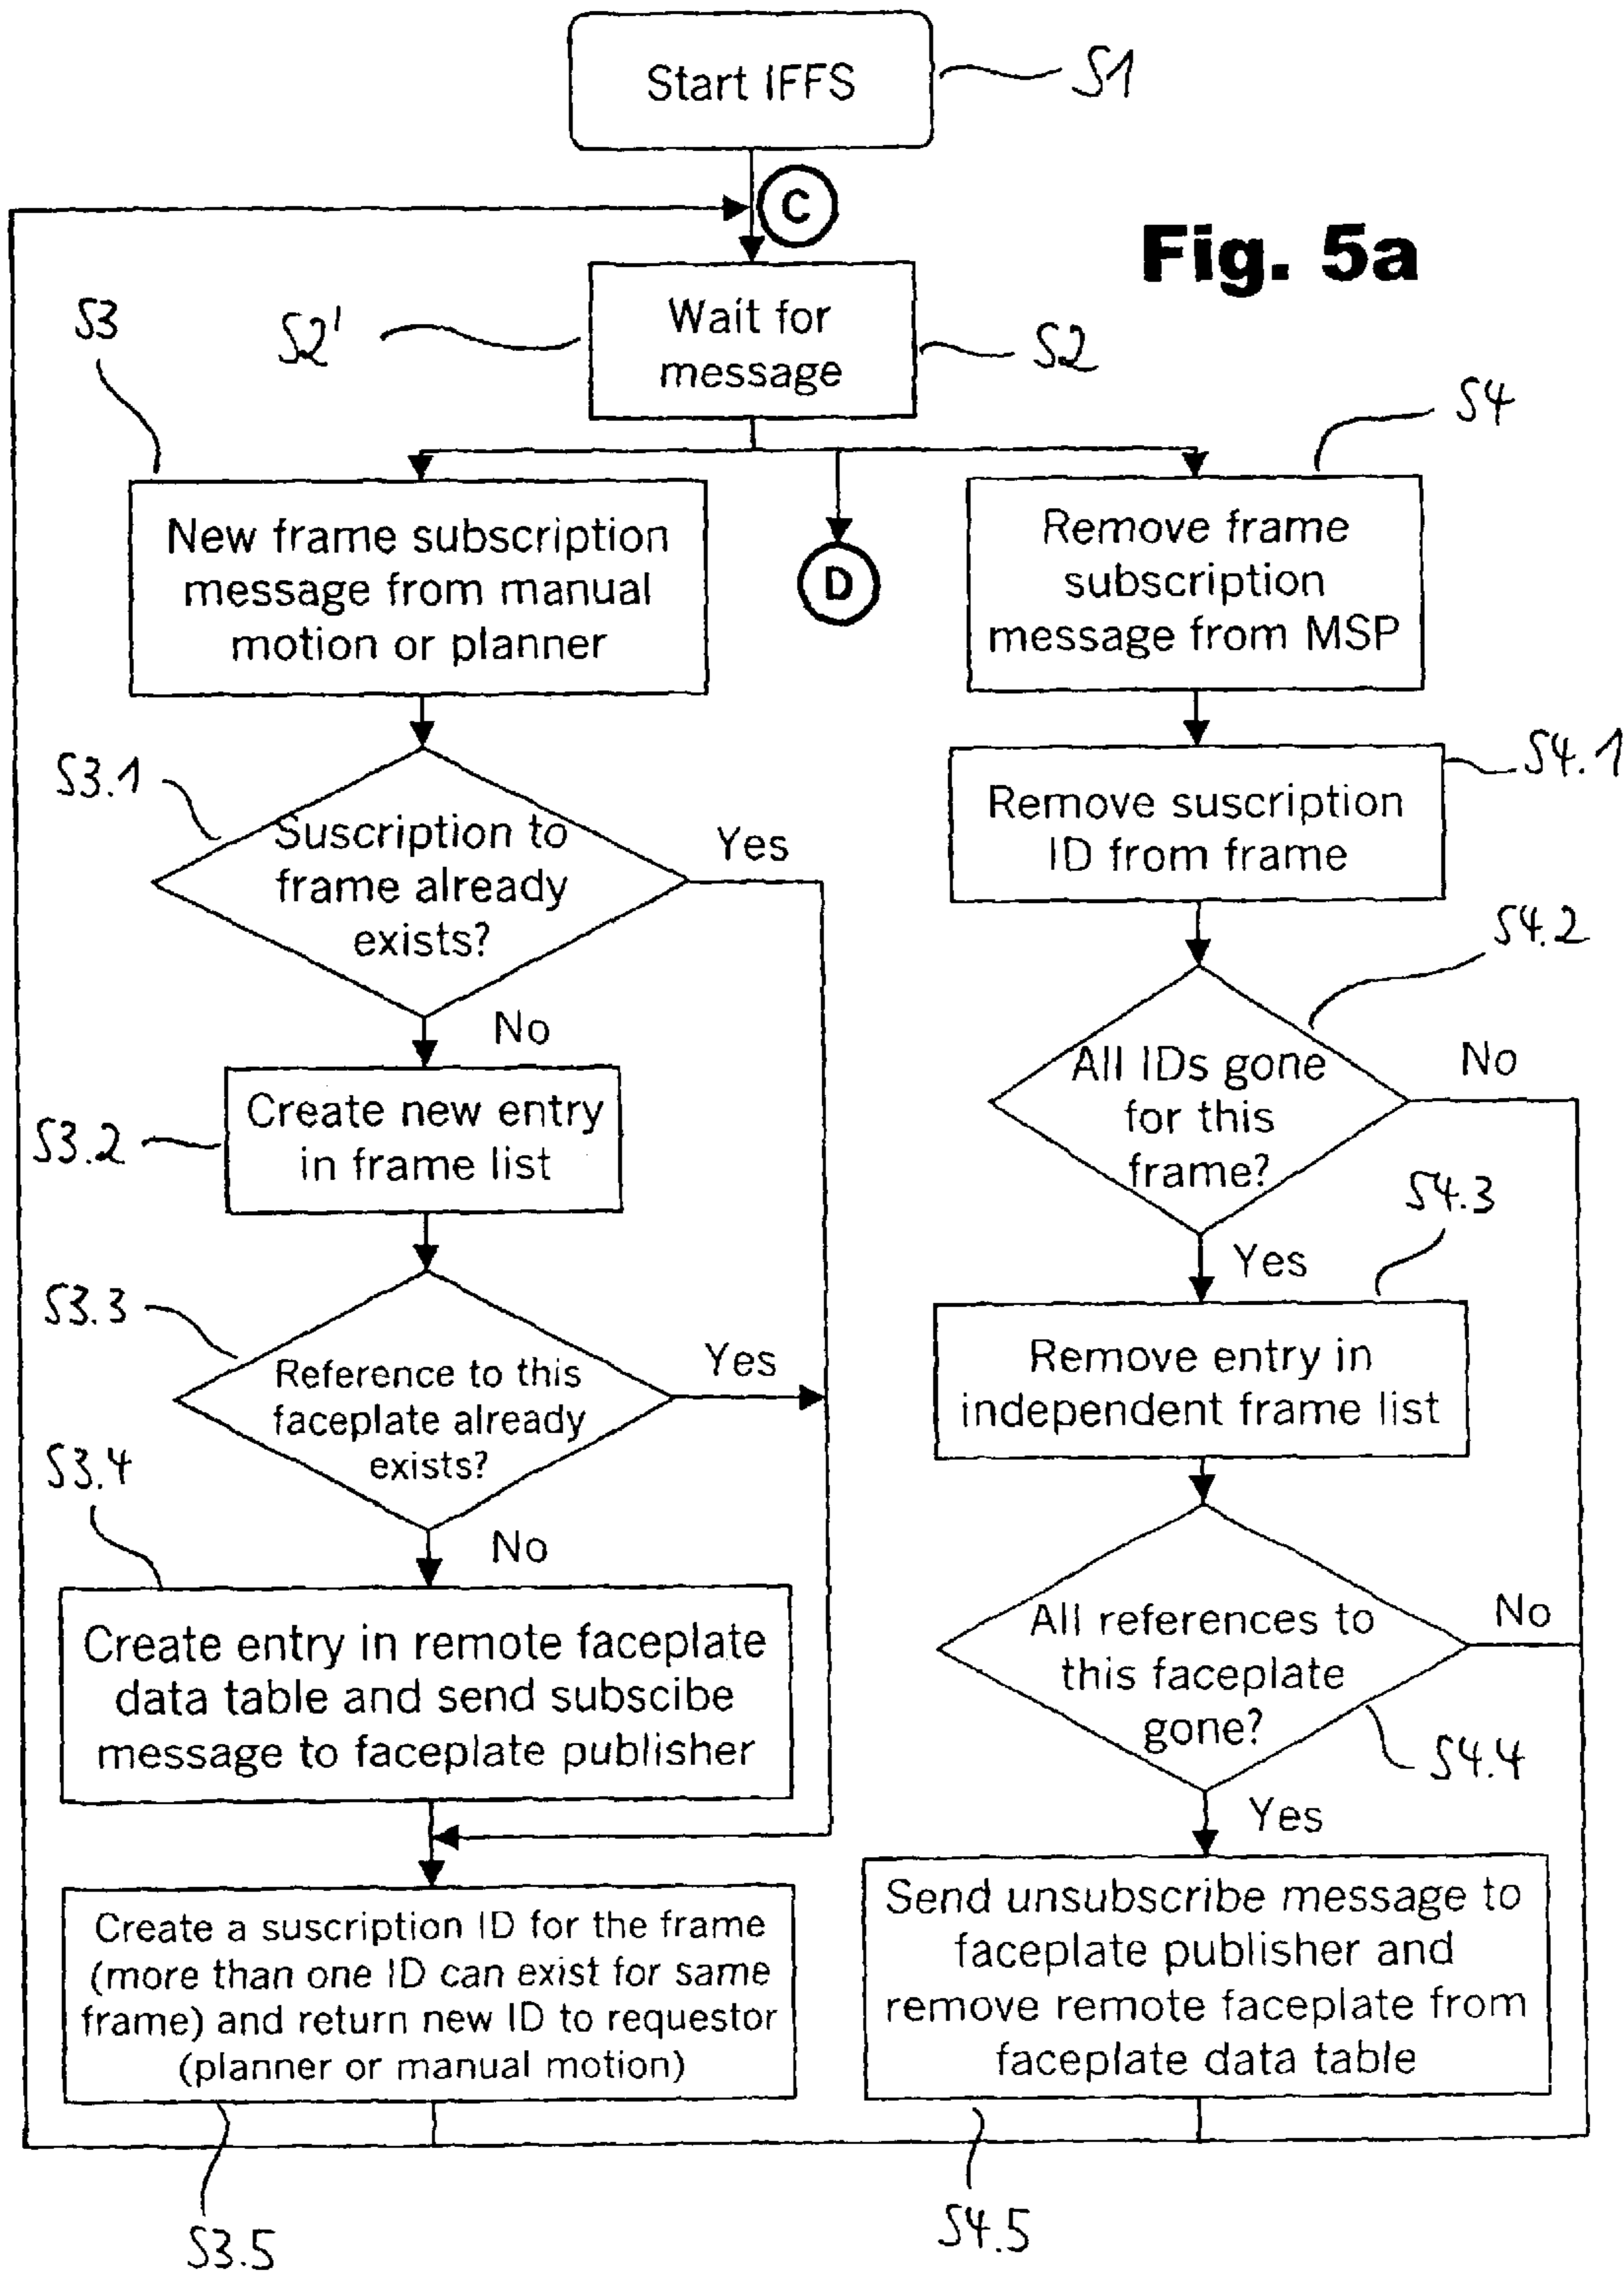 Start IFFS
S1
C
Fig. 5a
Wait for
message
S2'
S2
S3
S4
New frame subscription
message from manual
motion or planner
D
Remove frame
subscription
message from MSP
S3.1
Suscription to
frame already
exists?
Yes
No
S4.1
Remove suscription
ID from frame
S4.2
All IDs gone
for this
frame?
No
Yes
S3.2
Create new entry
in frame list
S4.3
Remove entry in
independent frame list
S3.3
Reference to this
faceplate already
exists?
Yes
No
S3.4
Create entry in remote faceplate
data table and send subscibe
message to faceplate publisher
All references to
this faceplate
gone?
No
S4.4
Yes
Create a suscription ID for the frame
(more than one ID can exist for same
frame) and return new ID to requestor
(planner or manual motion)
Send unsubscribe message to
faceplate publisher and
remove remote faceplate from
faceplate data table
S3.5
S4.5